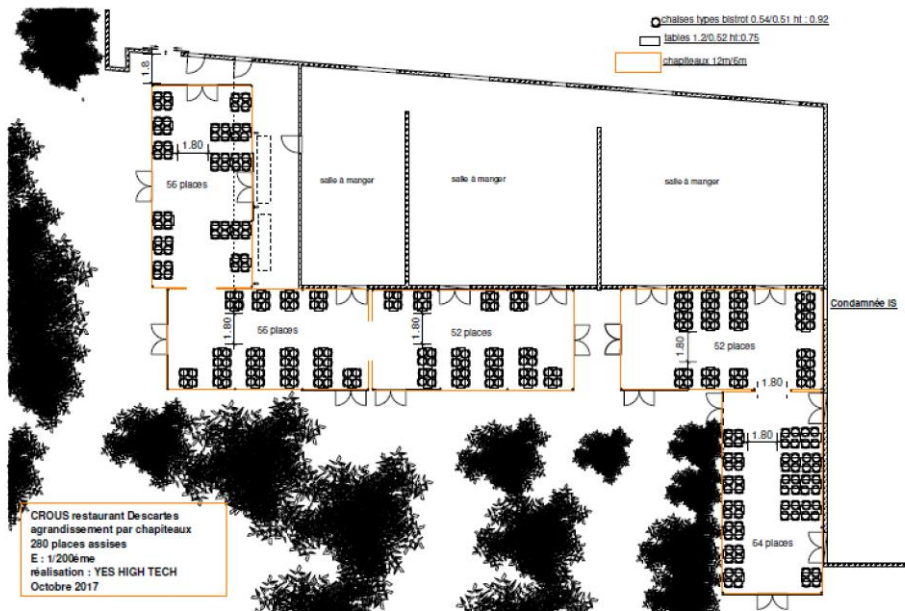 chaises types bistrot 0.54/0.51 ht : 0.92
tables 1.2/0.52 ht:0.75
chapiteaux 12m/6m
1.8
1.80
56 places
salle à manger
salle à manger
salle à manger
Condamnée IS
1.80
56 places
1.80
52 places
1.80
52 places
1.80
1.80
64 places
CROUS restaurant Descartes
agrandissement par chapiteaux
280 places assises
E : 1/200éme
réalisation : YES HIGH TECH
Octobre 2017